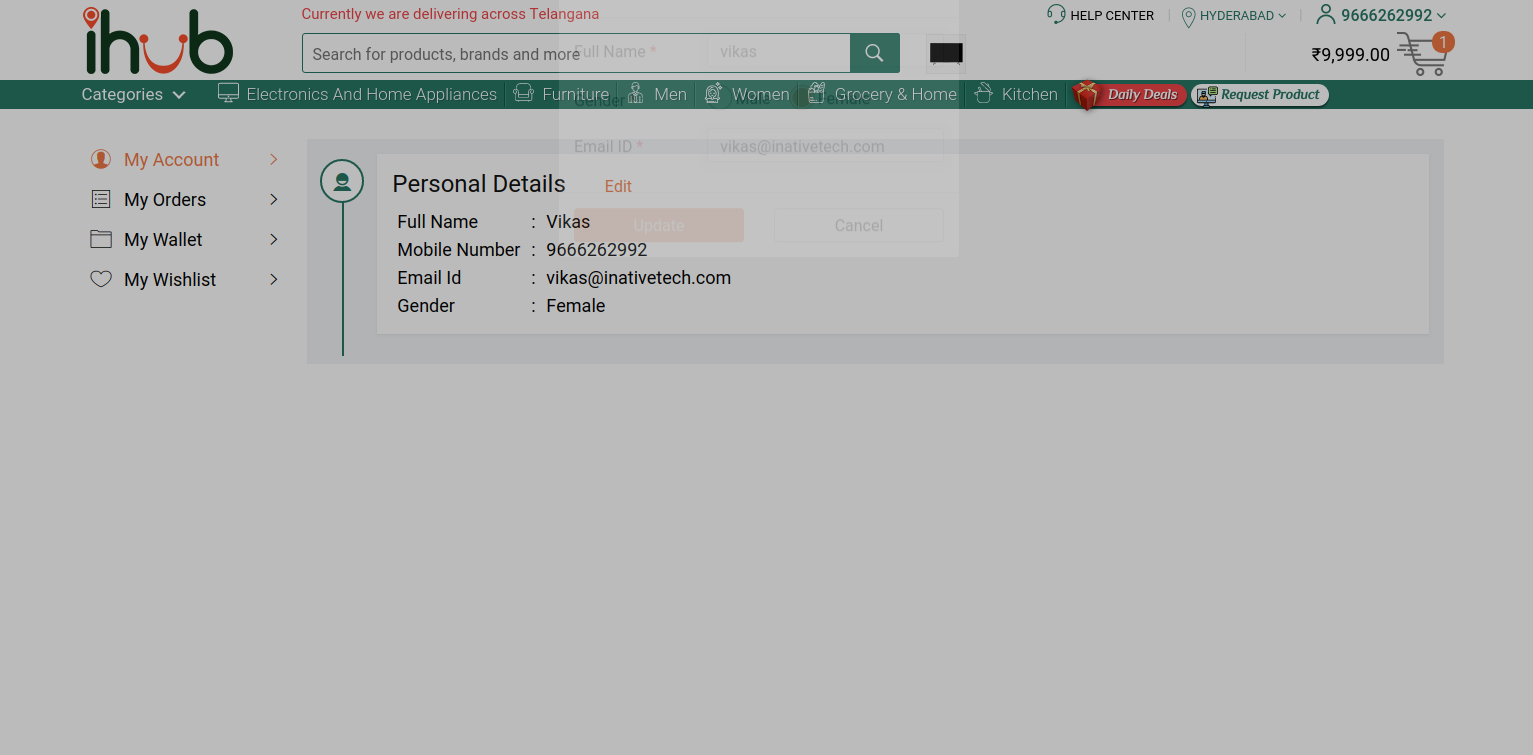 Currently we are delivering across Telangana
HELP CENTER
HYDERABAD
9666262992
ihub
Search for products, brands and more
₹9,999.00
1
Categories
Electronics And Home Appliances
Furniture
Men
Women
Grocery & Home
Kitchen
Daily Deals
Request Product
Full Name *
vikas
Gender
Male
Female
Email ID *
vikas@inativetech.com
Update
Cancel
My Account
My Orders
My Wallet
My Wishlist
Personal Details
Edit
Full Name : Vikas
Mobile Number : 9666262992
Email Id : vikas@inativetech.com
Gender : Female